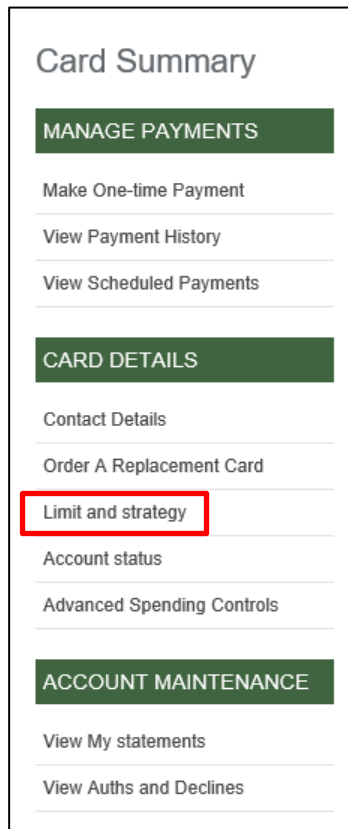 Card Summary
MANAGE PAYMENTS
Make One-time Payment
View Payment History
View Scheduled Payments
CARD DETAILS
Contact Details
Order A Replacement Card
Limit and strategy
Account status
Advanced Spending Controls
ACCOUNT MAINTENANCE
View My statements
View Auths and Declines